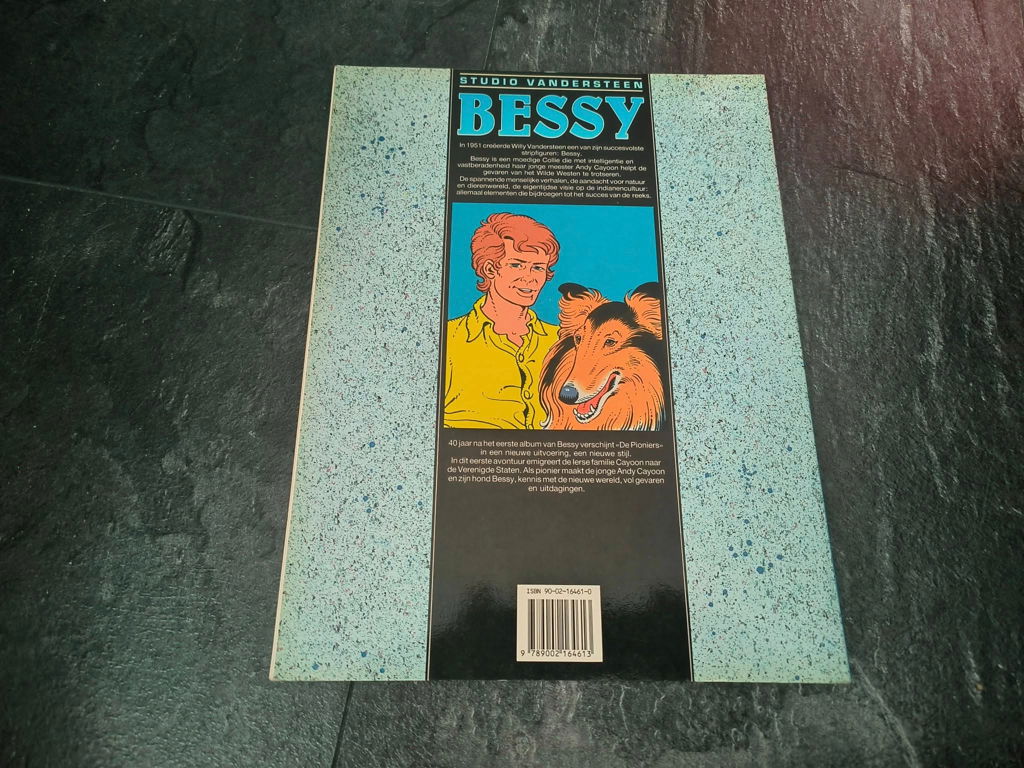 STUDIO VANDERSTEEN
BESSY
In 1951 creëerde Willy Vandersteen een van zijn succesvolste
stripfiguren: Bessy.
Bessy is een moedige Collie die met intelligentie en
vastberadenheid haar jonge meester Andy Cayoon helpt de
gevaren van het Wilde Westen te trotseren.
De spannende menselijke verhalen, de aandacht voor natuur
en dierenwereld, de eigentijdse visie op de indianencultuur:
allemaal elementen die bijdroegen tot het succes van de reeks.
40 jaar na het eerste album van Bessy verschijnt «De Pioniers»
in een nieuwe uitvoering, een nieuwe stijl.
In dit eerste avontuur emigreert de Ierse familie Cayoon naar
de Verenigde Staten. Als pionier maakt de jonge Andy Cayoon
en zijn hond Bessy, kennis met de nieuwe wereld, vol gevaren
en uitdagingen.
ISBN 90-02-16461-0
9 789002 164613